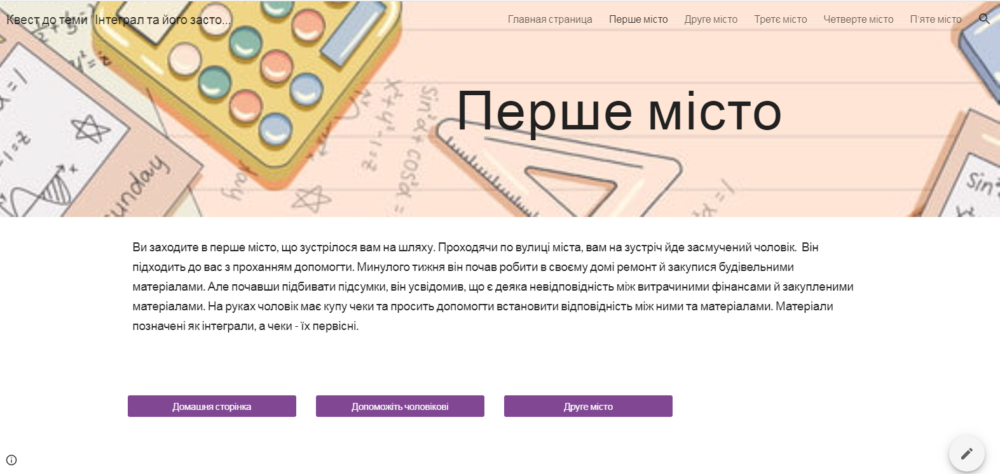 Квест до теми "Інтеграл та його засто...
Главная страница Перше місто Друге місто Третє місто Четверте місто П'яте місто
Перше місто
sunday
Ви заходите в перше місто, що зустрілося вам на шляху. Проходячи по вулиці міста, вам на зустріч йде засмучений чоловік.  Він
підходить до вас з проханням допомогти. Минулого тижня він почав робити в своєму домі ремонт й закупися будівельними
матеріалами. Але почавши підбивати підсумки, він усвідомив, що є деяка невідповідність між витрачиними фінансами й закупленими
матеріалами. На руках чоловік має купу чеки та просить допомогти встановити відповідність між ними та матеріалами. Матеріали
позначені як інтеграли, а чеки - їх первісні.
Домашня сторінка
Допоможіть чоловікові
Друге місто